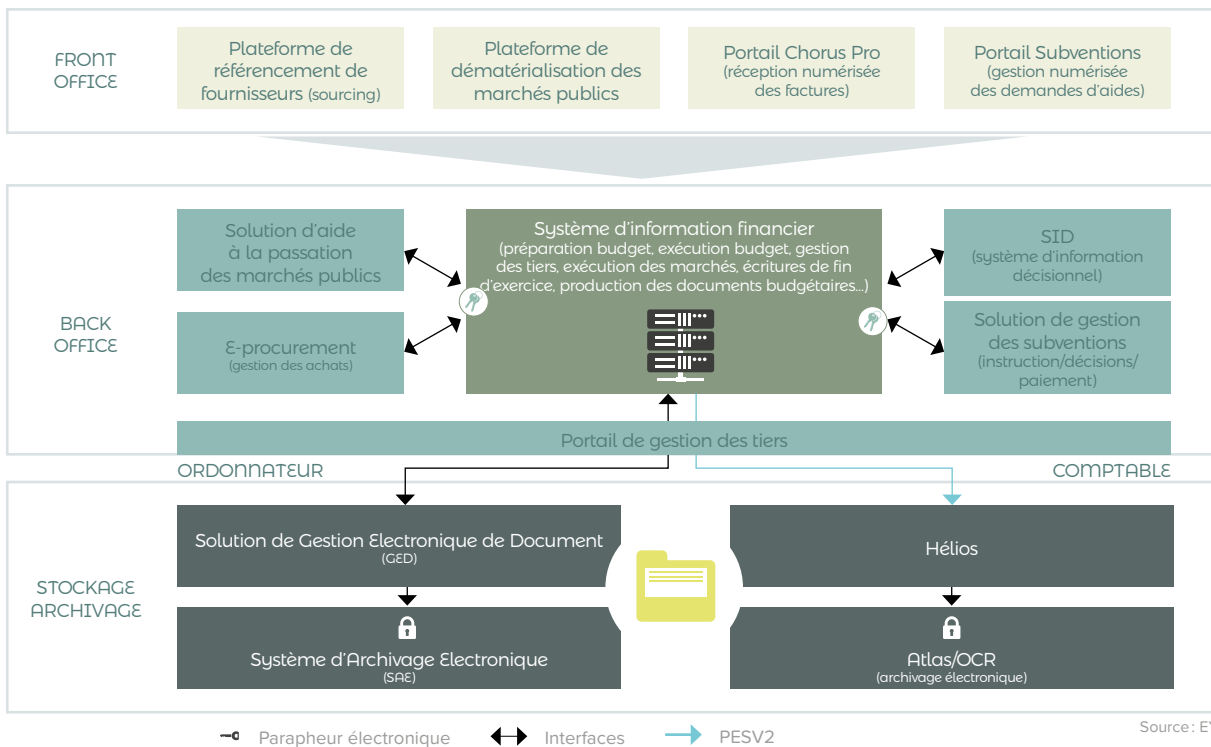 FRONT
OFFICE
Plateforme de
référencement de
fournisseurs (sourcing)
Plateforme de
dématérialisation des
marchés publics
Portail Chorus Pro
(réception numérisée
des factures)
Portail Subventions
(gestion numérisée
des demandes d'aides)
BACK
OFFICE
Solution d'aide
à la passation
des marchés publics
E-procurement
(gestion des achats)
Système d'information financier
(préparation budget, exécution budget, gestion
des tiers, exécution des marchés, écritures de fin
d'exercice, production des documents budgétaires...)
SID
(système d'information
décisionnel)
Solution de gestion
des subventions
(instruction/décisions/
paiement)
Portail de gestion des tiers
ORDONNATEUR
COMPTABLE
STOCKAGE
ARCHIVAGE
Solution de Gestion Electronique de Document
(GED)
Système d'Archivage Electronique
(SAE)
Hélios
Atlas/OCR
(archivage électronique)
Parapheur électronique
Interfaces
PESV2
Source : EY